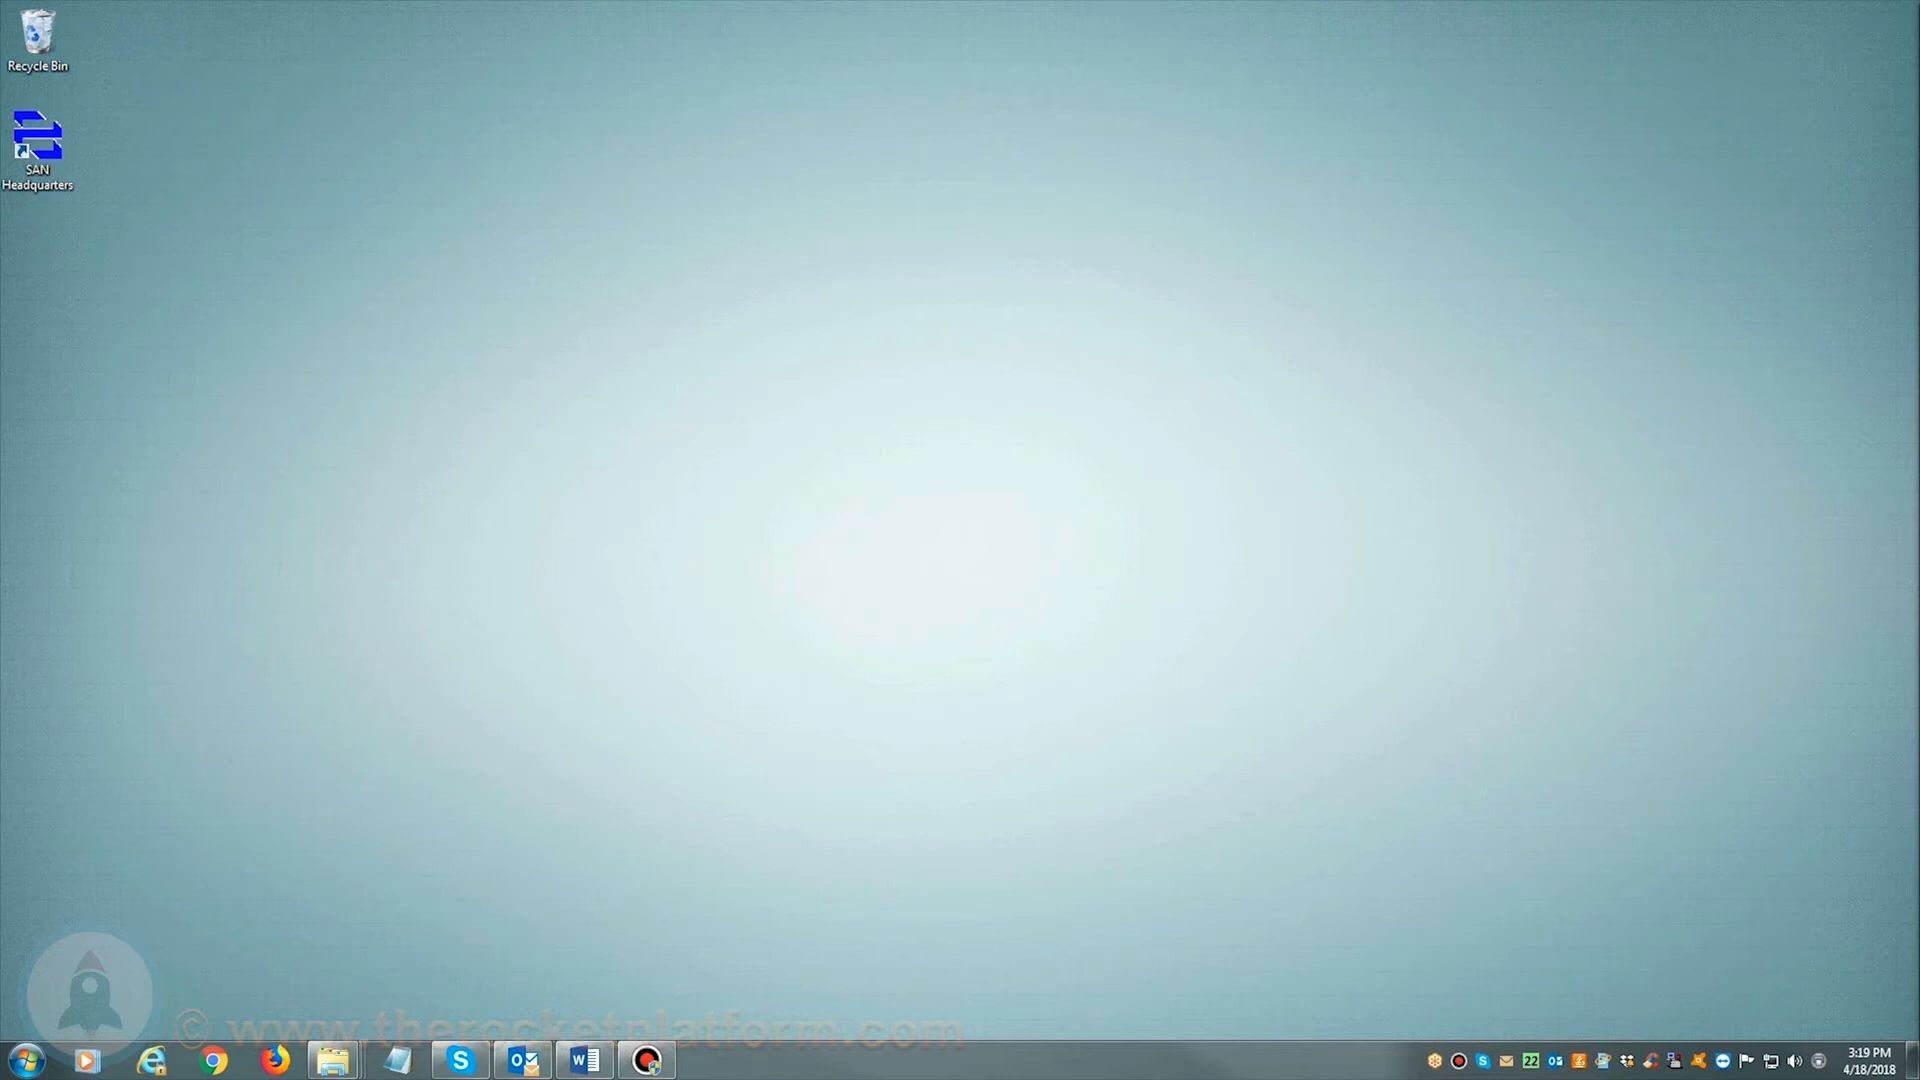 Recycle Bin
SAN
Headquarters
© www.therocketplatform.com
22
3:19 PM
4/18/2018